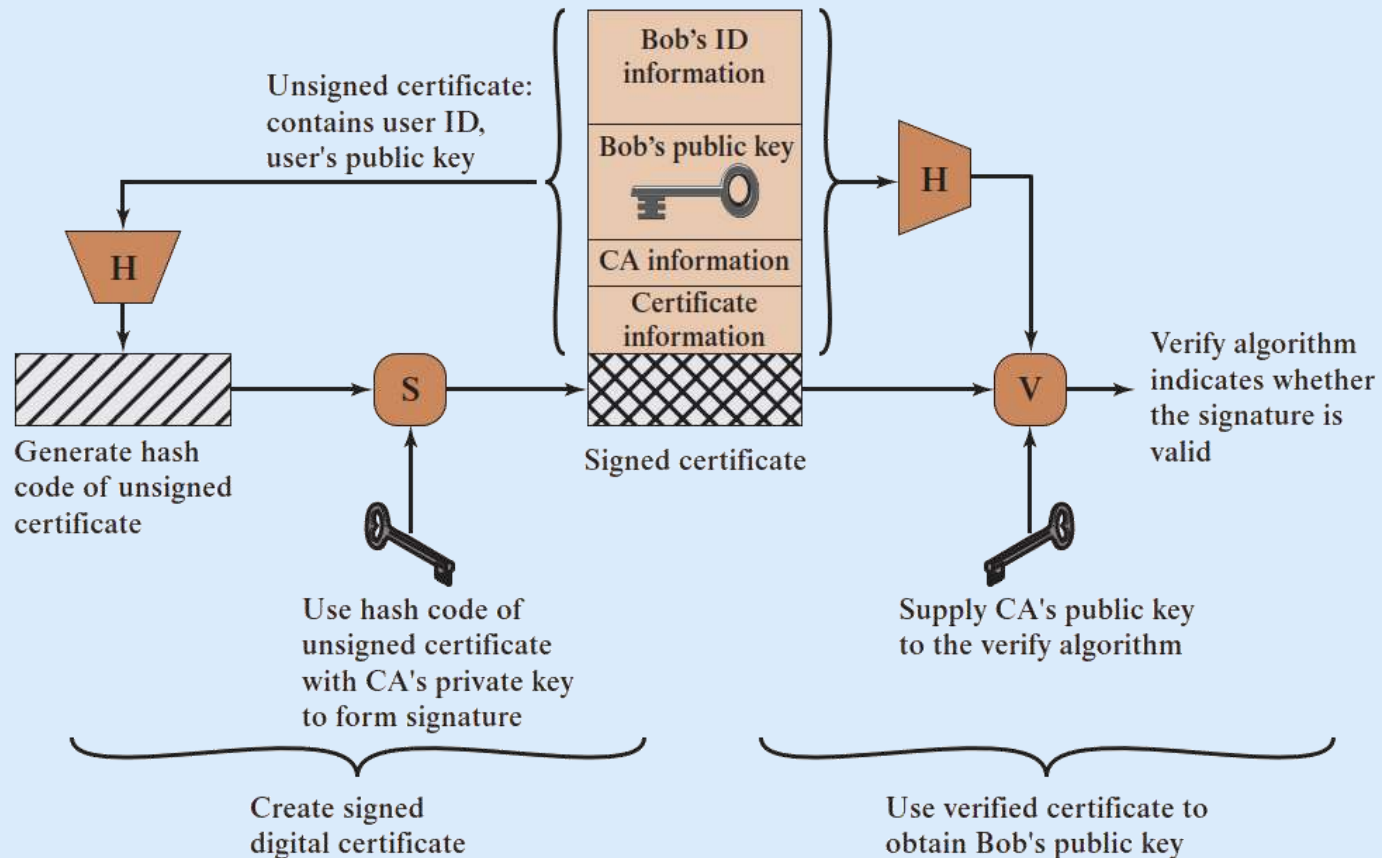 Bob’s ID
information
Unsigned certificate:
contains user ID,
user's public key
Bob’s public key
H
H
CA information
Certificate
information
S
V
Verify algorithm
indicates whether
the signature is
valid
Generate hash
code of unsigned
certificate
Signed certificate
Use hash code of
unsigned certificate
with CA's private key
to form signature
Supply CA's public key
to the verify algorithm
Create signed
digital certificate
Use verified certificate to
obtain Bob's public key